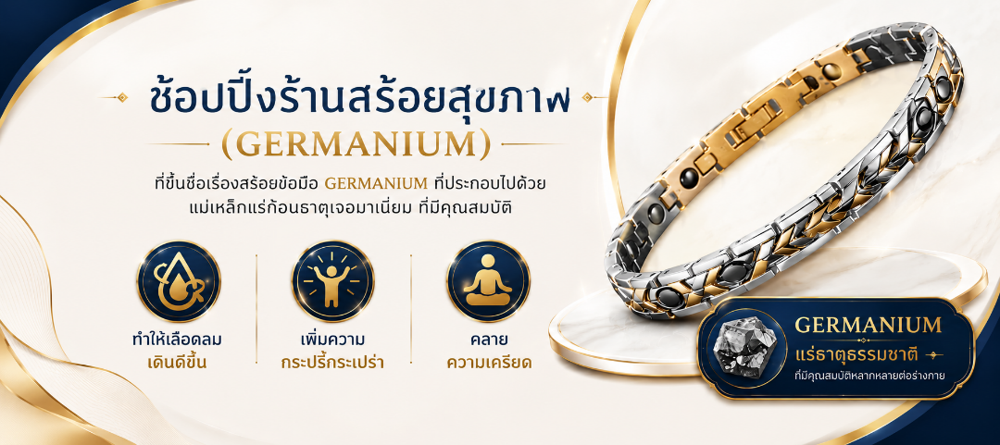 ช้อปปิ้งร้านสร้อยสุขภาพ
(GERMANIUM)
ที่ขึ้นชื่อเรื่องสร้อยข้อมือ GERMANIUM ที่ประกอบไปด้วย
แม่เหล็กแร่ก้อนธาตุเจอมาเนี่ยม ที่มีคุณสมบัติ
ทำให้เลือดลม
เดินดีขึ้น
เพิ่มความ
กระปรี้กระเปร่า
คลาย
ความเครียด
GERMANIUM
แร่ธาตุธรรมชาติ
ที่มีคุณสมบัติหลากหลายต่อร่างกาย